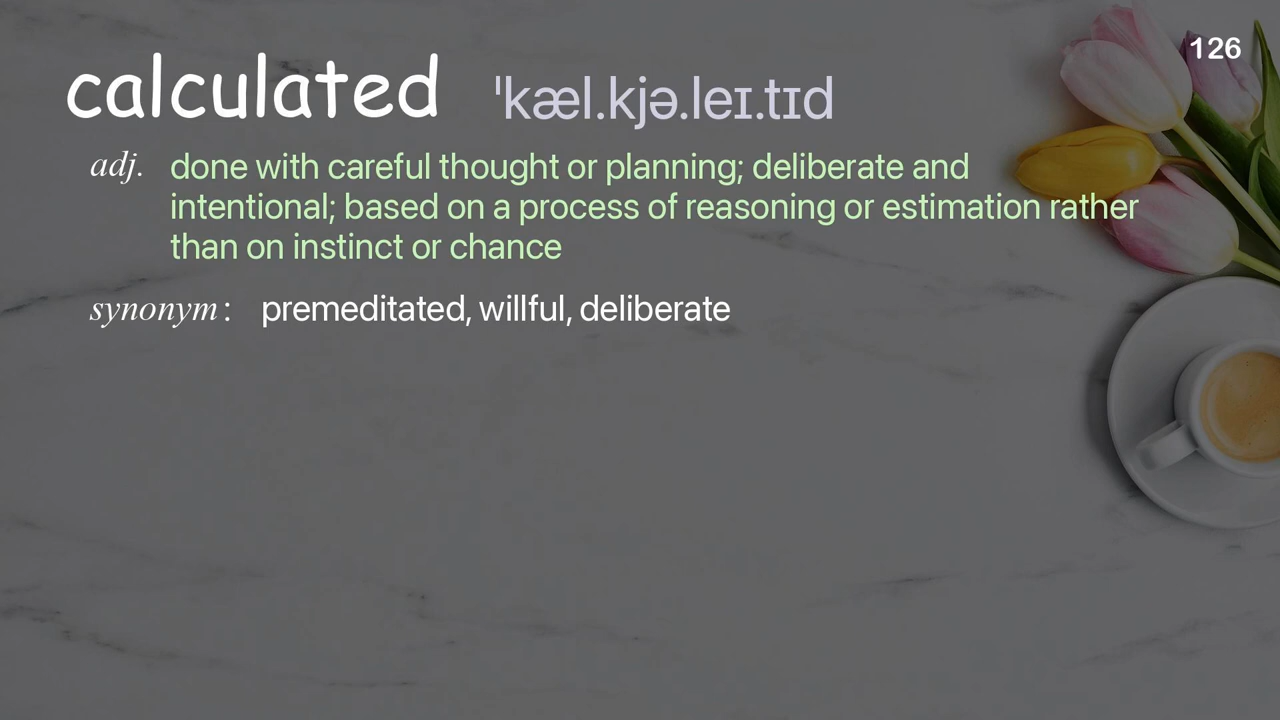 126
calculated ˈkæl.kjə.leɪ.tɪd
adj. done with careful thought or planning; deliberate and
intentional; based on a process of reasoning or estimation rather
than on instinct or chance
synonym: premeditated, willful, deliberate